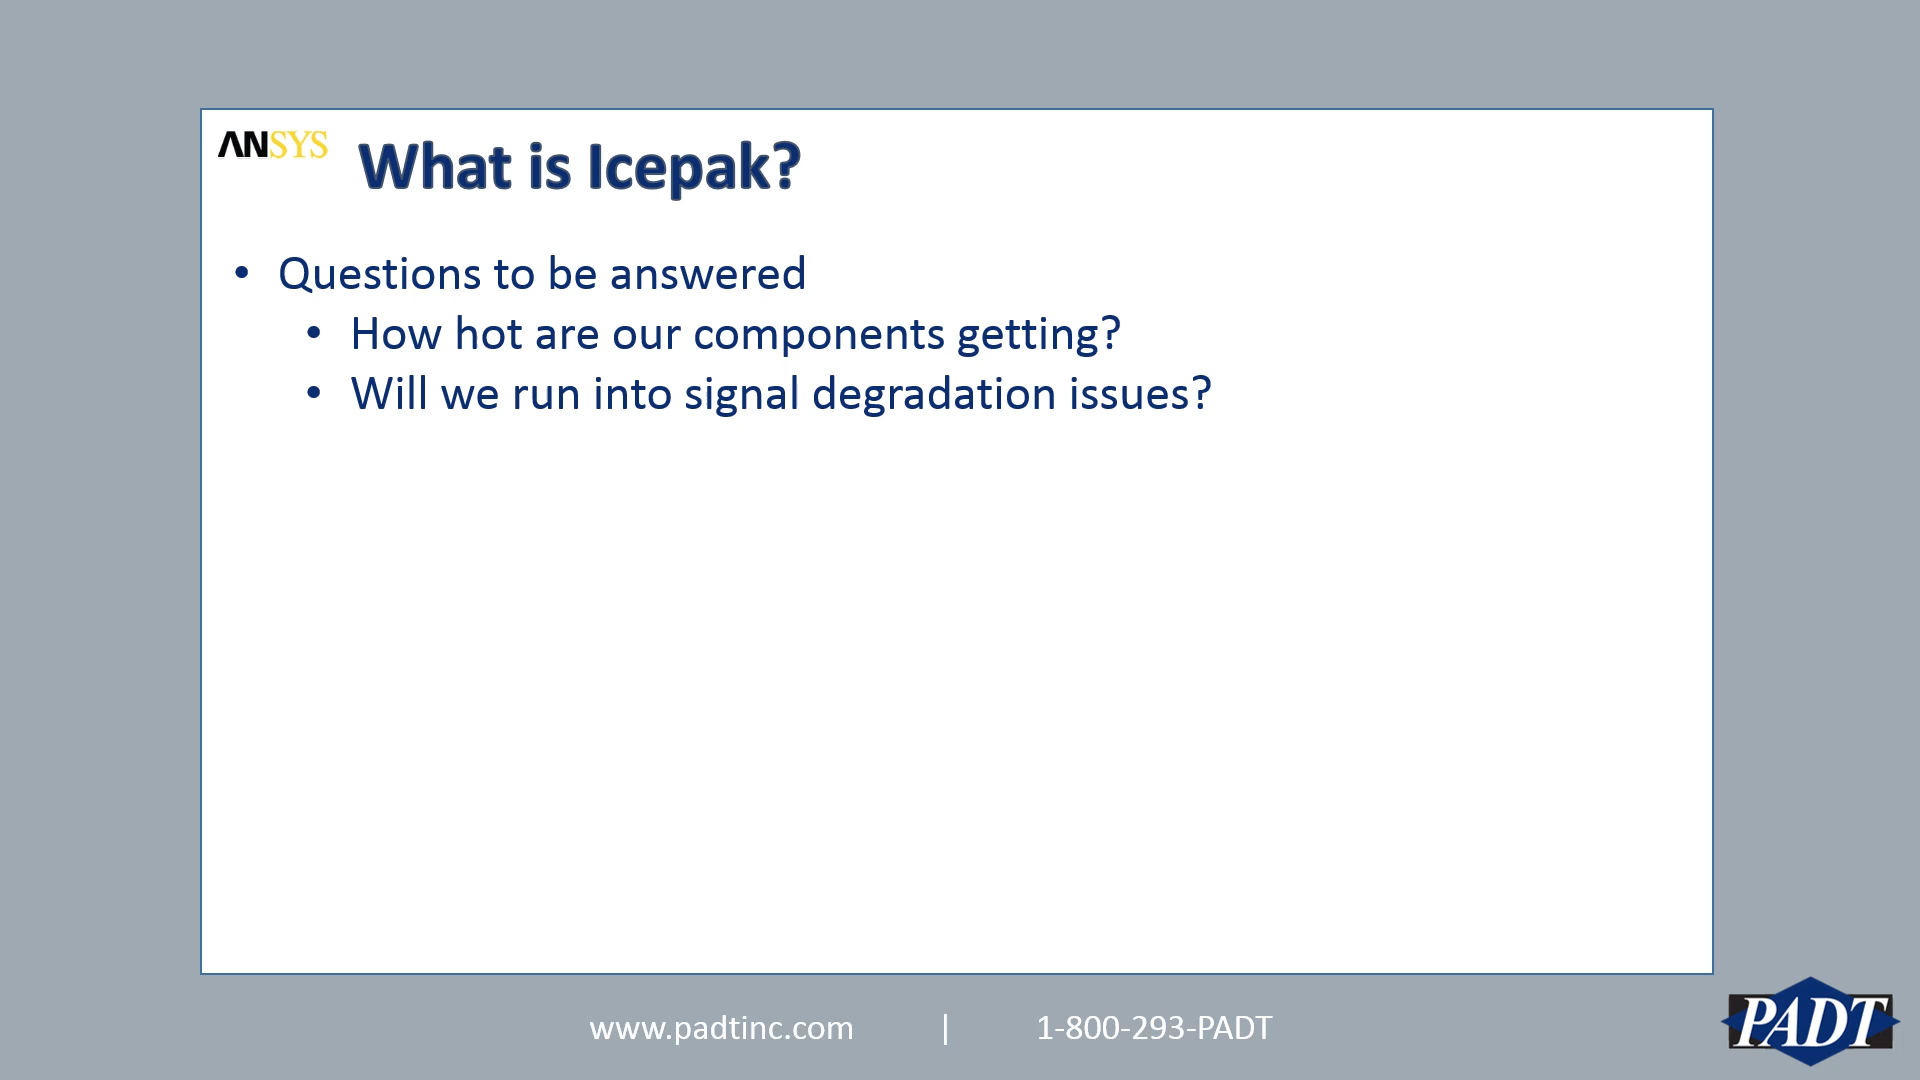 ANSYS
What is Icepak?
• Questions to be answered
• How hot are our components getting?
• Will we run into signal degradation issues?
www.padtinc.com | 1-800-293-PADT
PADT